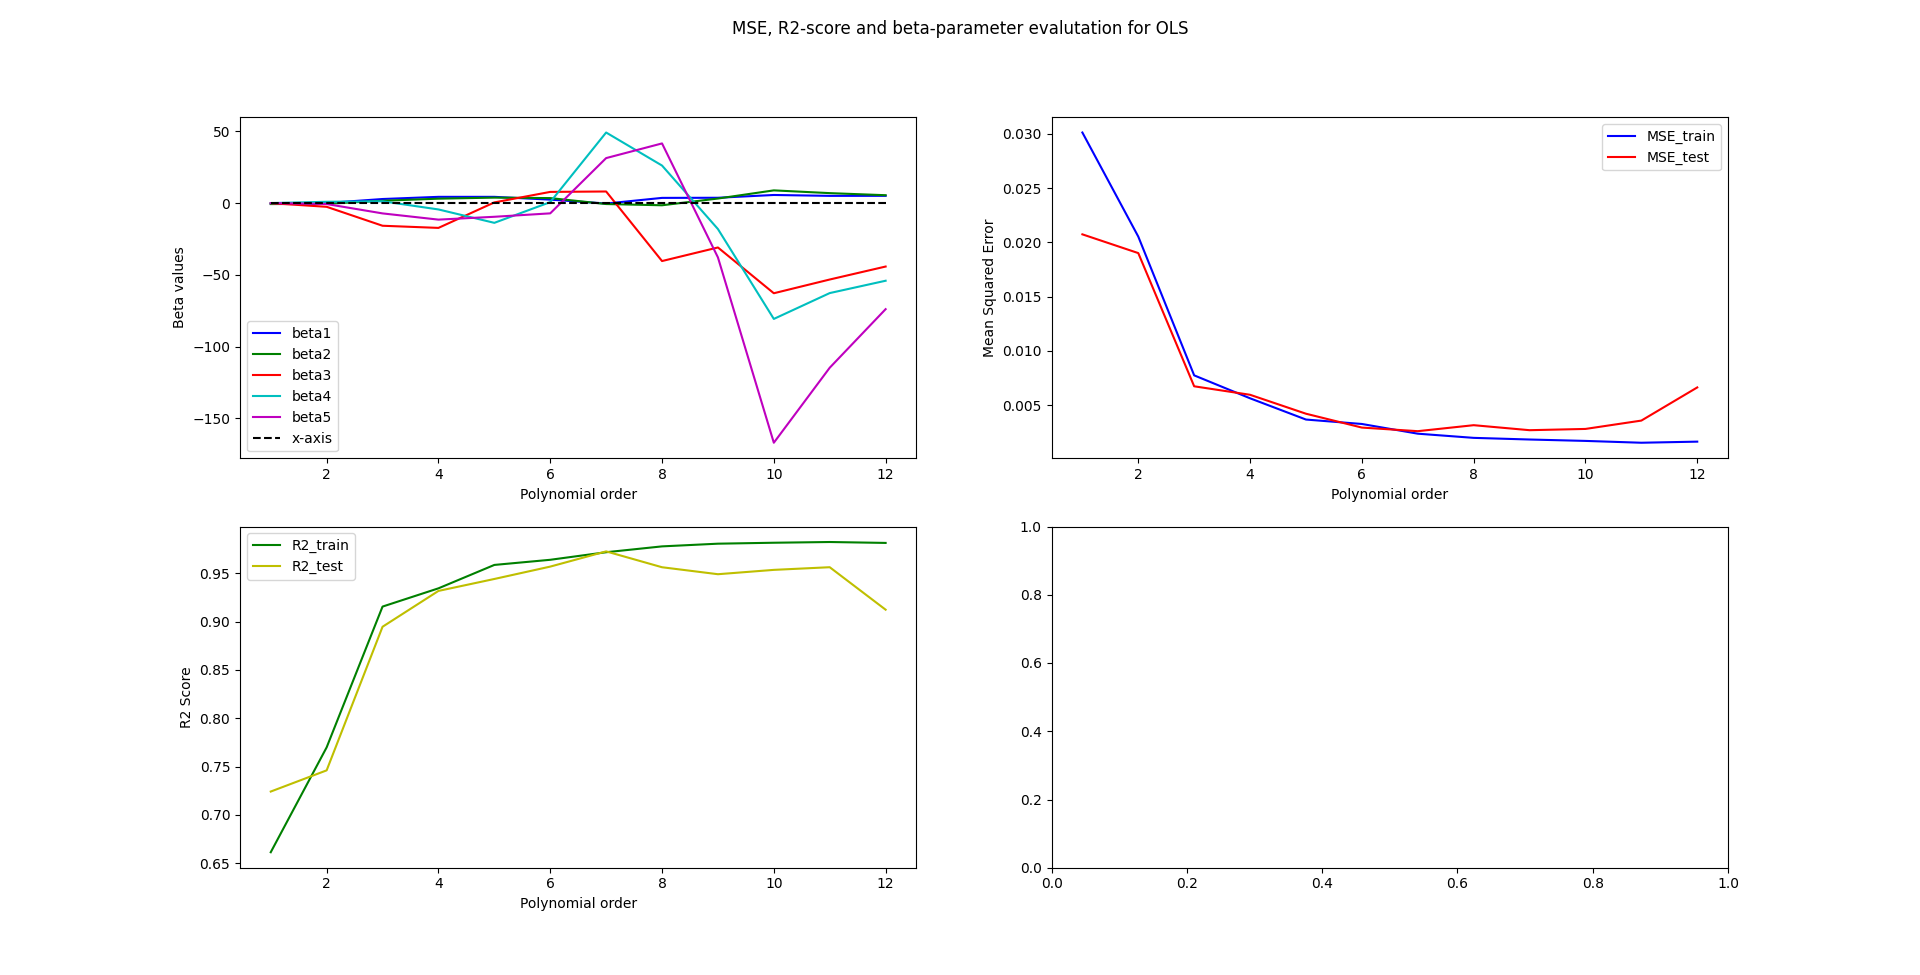 MSE, R2-score and beta-parameter evalutation for OLS
50
0
−50
−100
−150
Beta values
beta1
beta2
beta3
beta4
beta5
x-axis
2 4 6 8 10 12
Polynomial order
0.030
0.025
0.020
0.015
0.010
0.005
Mean Squared Error
MSE_train
MSE_test
2 4 6 8 10 12
Polynomial order
0.95
0.90
0.85
0.80
0.75
0.70
0.65
R2 Score
R2_train
R2_test
2 4 6 8 10 12
Polynomial order
1.0
0.8
0.6
0.4
0.2
0.0
0.0 0.2 0.4 0.6 0.8 1.0